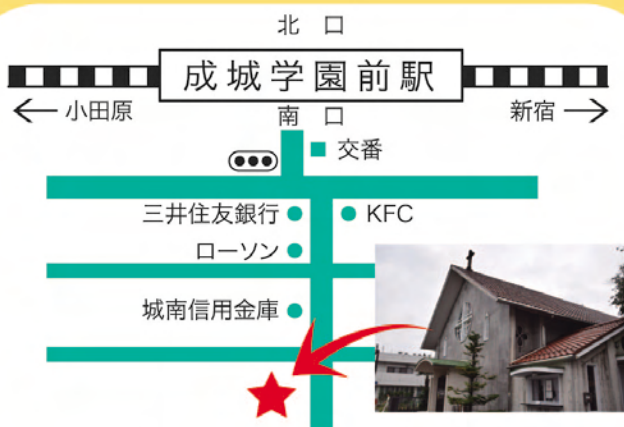 北口
成城学園前駅
← 小田原
南口
新宿 →
交番
三井住友銀行
KFC
ローソン
城南信用金庫